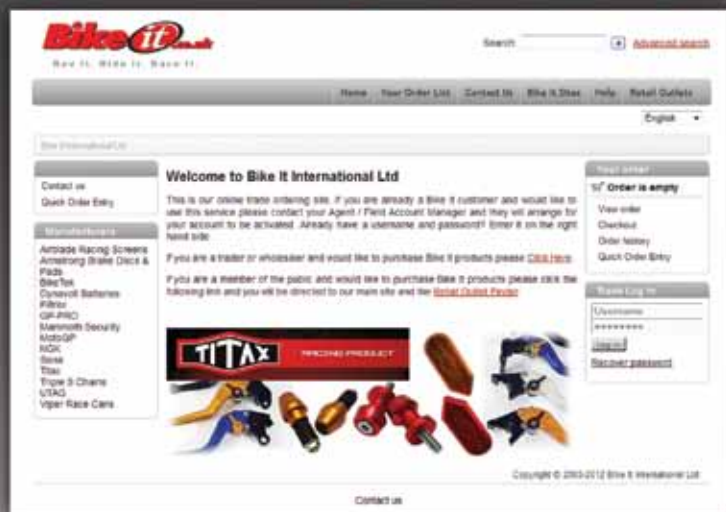 Bike it.co.uk
Rev It. Ride It. Race It.
Search
Advanced search
Home Your Order List Contact Us Bike It Sites Help Retail Outlets
English
Bike International Ltd
Contact us
Quick Order Entry
Manufacturers
Airblade Racing Screens
Armstrong Brake Discs & Pads
BikeTek
Dynavolt Batteries
Filtrex
GP-PRO
Mammoth Security
MotoGP
NGK
Titax
Triple S Chains
UTAG
Viper Race Cans
Welcome to Bike It International Ltd
This is our online trade ordering site. If you are already a Bike It customer and would like to
use this service please contact your Agent / Field Account Manager and they will arrange for
your account to be activated. Already have a username and password? Enter it on the right
hand side.
If you are a trader or wholesaler and would like to purchase Bike It products please Click Here.
If you are a member of the public and would like to purchase Bike It products please click the
following link and you will be directed to our main site and the Retail Outlet Finder
TITAX RACING PRODUCT
Your order
Order is empty
View order
Checkout
Order history
Quick Order Entry
Trade Log In
Username
********
Log in
Recover password
Copyright © 2003-2012 Bike It International Ltd
Contact us